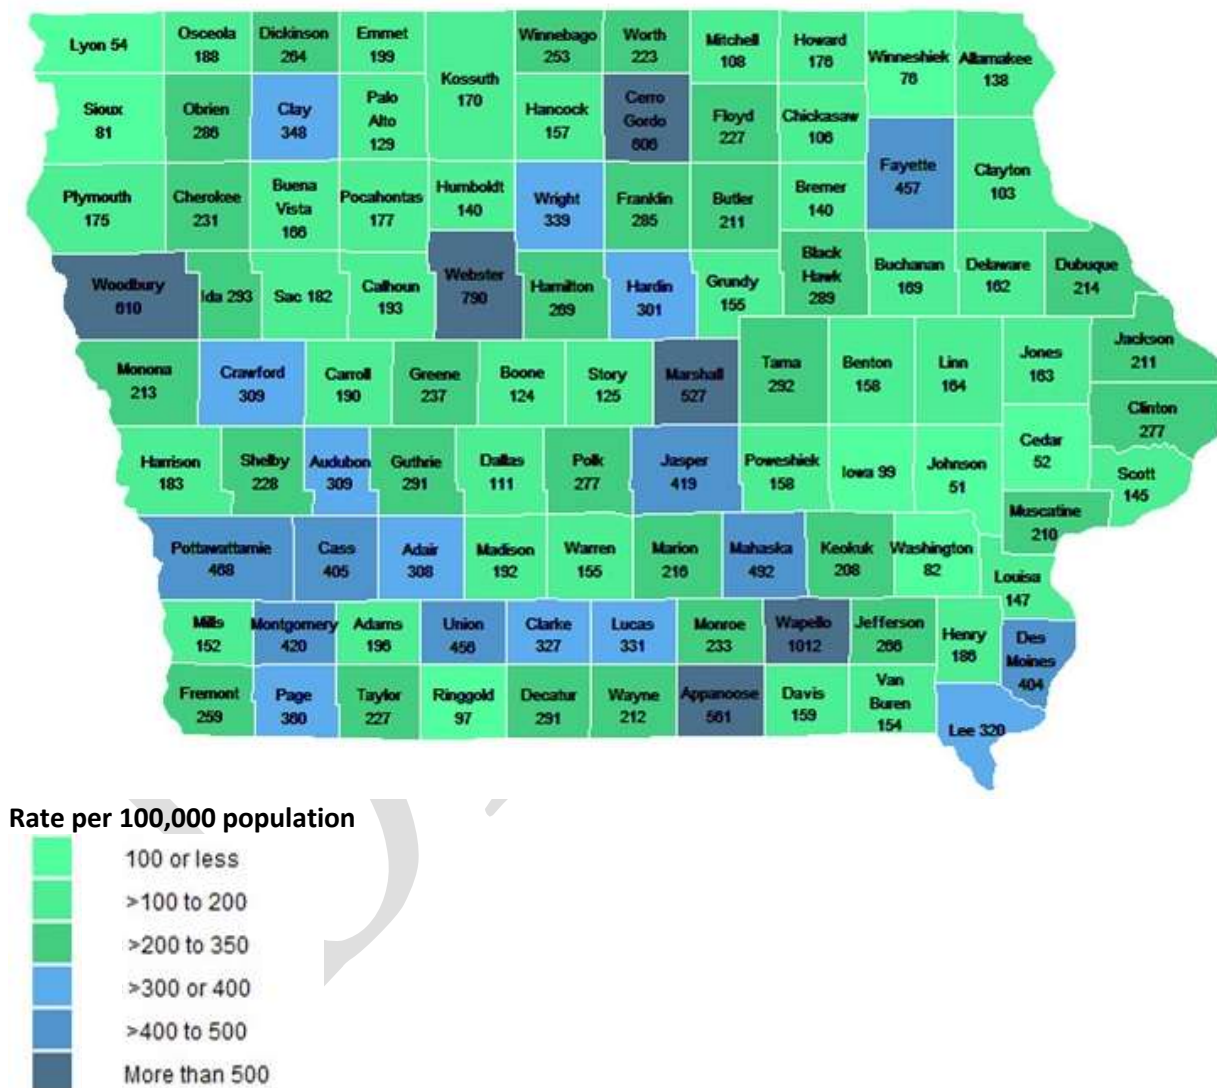 Lyon 54
Osceola
188
Dickinson
264
Emmet
199
Kossuth
170
Winnebago
253
Worth
223
Mitchell
108
Howard
176
Winneshiek
76
Allamakee
138
Sioux
81
Obrien
286
Clay
348
Palo
Alto
129
Hancock
157
Cerro
Gordo
606
Floyd
227
Chickasaw
106
Fayette
457
Clayton
103
Plymouth
175
Cherokee
231
Buena
Vista
166
Pocahontas
177
Humboldt
140
Wright
339
Franklin
285
Butler
211
Bremer
140
Woodbury
610
Ida 293
Sac 182
Calhoun
193
Webster
790
Hamilton
269
Hardin
301
Grundy
155
Black
Hawk
289
Buchanan
169
Delaware
162
Dubuque
214
Monona
213
Crawford
309
Carroll
190
Greene
237
Boone
124
Story
125
Marshall
527
Tama
292
Benton
158
Linn
164
Jones
163
Jackson
211
Clinton
277
Harrison
183
Shelby
228
Audubon
309
Guthrie
291
Dallas
111
Polk
277
Jasper
419
Poweshiek
158
Iowa 99
Johnson
51
Cedar
52
Scott
145
Muscatine
210
Pottawattamie
468
Cass
405
Adair
308
Madison
192
Warren
155
Marion
216
Mahaska
492
Keokuk
208
Washington
82
Louisa
147
Mills
152
Montgomery
420
Adams
196
Union
456
Clarke
327
Lucas
331
Monroe
233
Wapello
1012
Jefferson
266
Henry
186
Des
Moines
404
Fremont
259
Page
360
Taylor
227
Ringgold
97
Decatur
291
Wayne
212
Appanoose
561
Davis
159
Van
Buren
154
Lee 320
Rate per 100,000 population
100 or less
>100 to 200
>200 to 350
>300 or 400
>400 to 500
More than 500